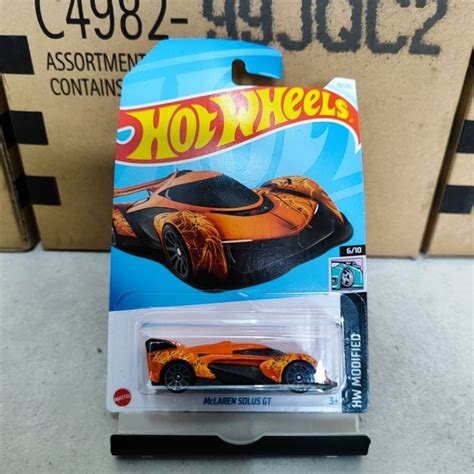 C4982-99JQC2
ASSORTMENT
CONTAINS
HOT WHEELS
6/10
HW MODIFIED
MATTEL
McLAREN SOLUS GT
3+